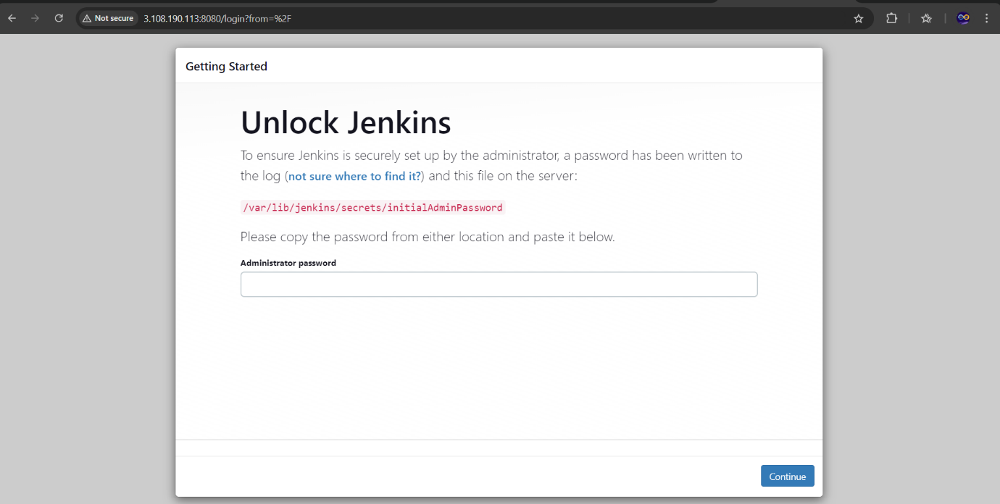 Not secure 3.108.190.113:8080/login?from=%2F
Getting Started
Unlock Jenkins
To ensure Jenkins is securely set up by the administrator, a password has been written to
the log (not sure where to find it?) and this file on the server:
/var/lib/jenkins/secrets/initialAdminPassword
Please copy the password from either location and paste it below.
Administrator password
Continue